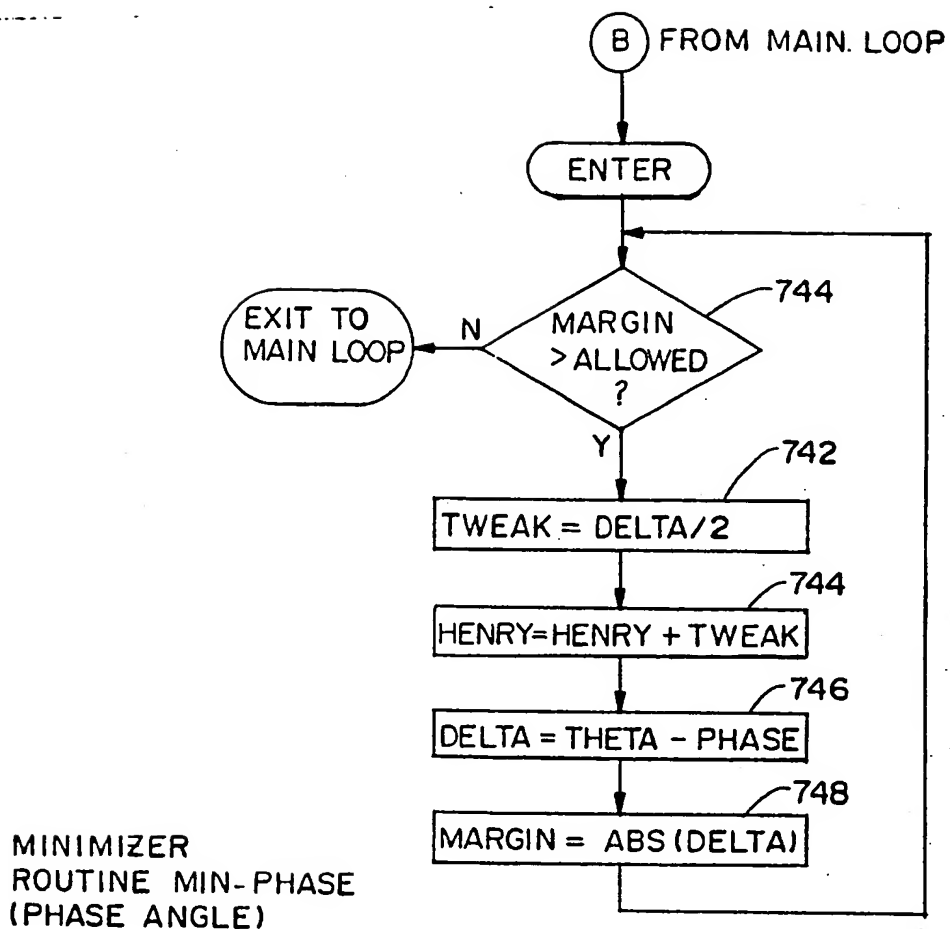 B FROM MAIN. LOOP
ENTER
744
EXIT TO
MAIN LOOP
N
MARGIN
> ALLOWED
?
Y
742
TWEAK = DELTA/2
744
HENRY=HENRY + TWEAK
746
DELTA = THETA - PHASE
748
MARGIN = ABS (DELTA)
MINIMIZER
ROUTINE MIN-PHASE
(PHASE ANGLE)